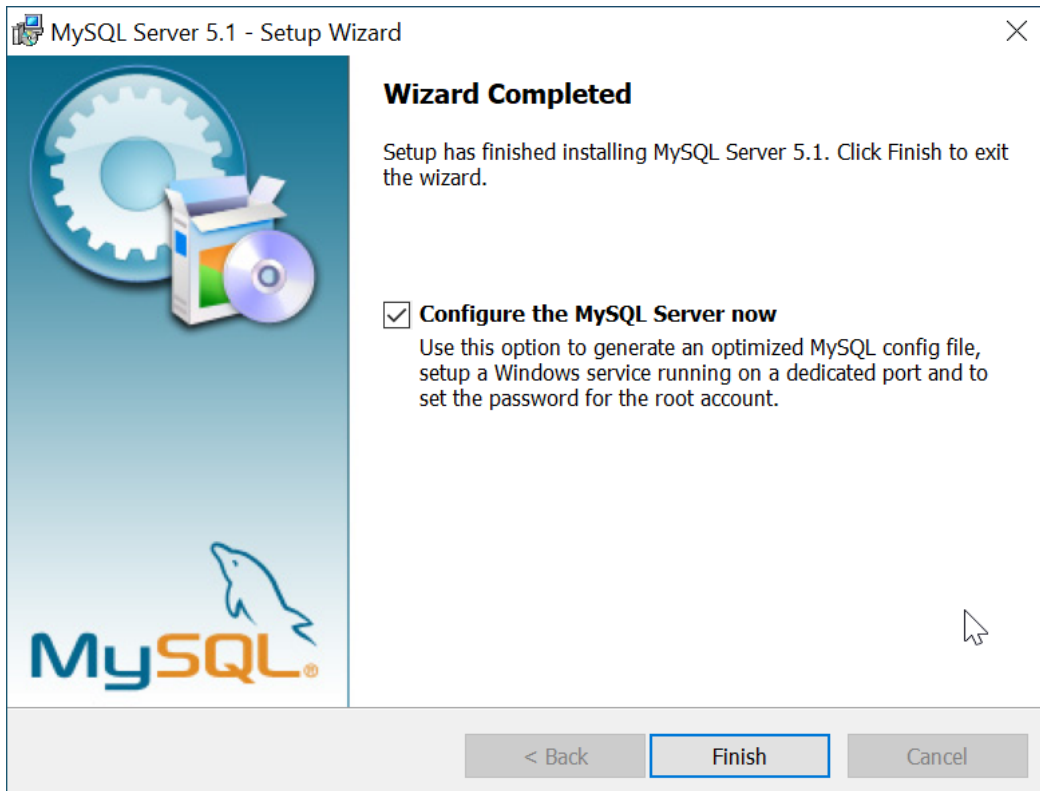 MySQL Server 5.1 - Setup Wizard
Wizard Completed
Setup has finished installing MySQL Server 5.1. Click Finish to exit
the wizard.
Configure the MySQL Server now
Use this option to generate an optimized MySQL config file,
setup a Windows service running on a dedicated port and to
set the password for the root account.
MySQL®
< Back
Finish
Cancel